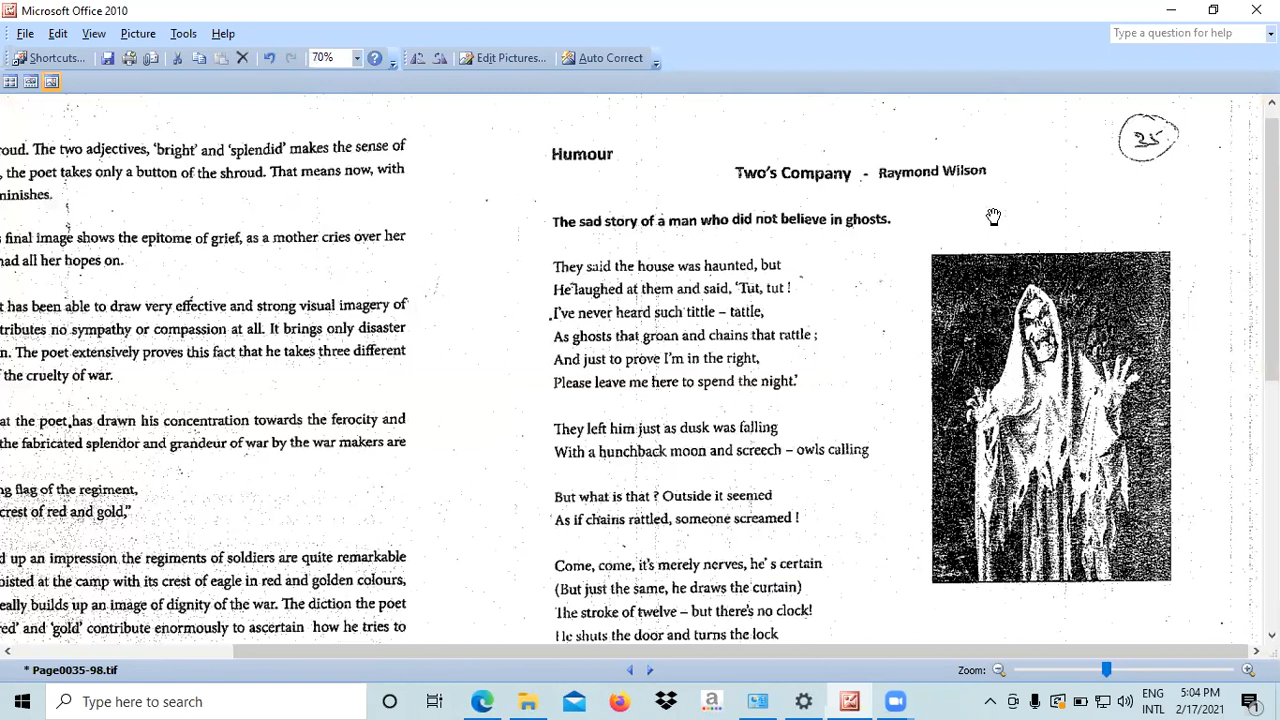 Microsoft Office 2010
File Edit View Picture Tools Help
Type a question for help
Shortcuts... 70% Edit Pictures... Auto Correct
roud. The two adjectives, 'bright' and 'splendid' makes the sense of
, the poet takes only a button of the shroud. That means now, with
minishes.
s final image shows the epitome of grief, as a mother cries over her
had all her hopes on.
t has been able to draw very effective and strong visual imagery of
tributes no sympathy or compassion at all. It brings only disaster
n. The poet extensively proves this fact that he takes three different
f the cruelty of war.
at the poet has drawn his concentration towards the ferocity and
the fabricated splendor and grandeur of war by the war makers are
ng flag of the regiment,
crest of red and gold,"
d up an impression the regiments of soldiers are quite remarkable
oisted at the camp with its crest of eagle in red and golden colours,
eally builds up an image of dignity of the war. The diction the poet
red' and 'gold' contribute enormously to ascertain how he tries to
35
Humour
Two's Company - Raymond Wilson
The sad story of a man who did not believe in ghosts.
They said the house was haunted, but
He laughed at them and said, 'Tut, tut !
I've never heard such tittle – tattle,
As ghosts that groan and chains that rattle ;
And just to prove I'm in the right,
Please leave me here to spend the night.'
They left him just as dusk was falling
With a hunchback moon and screech – owls calling
But what is that ? Outside it seemed
As if chains rattled, someone screamed !
Come, come, it's merely nerves, he' s certain
(But just the same, he draws the curtain)
The stroke of twelve – but there's no clock!
He shuts the door and turns the lock
* Page0035-98.tif
Zoom:
Type here to search
ENG
INTL
5:04 PM
2/17/2021
1